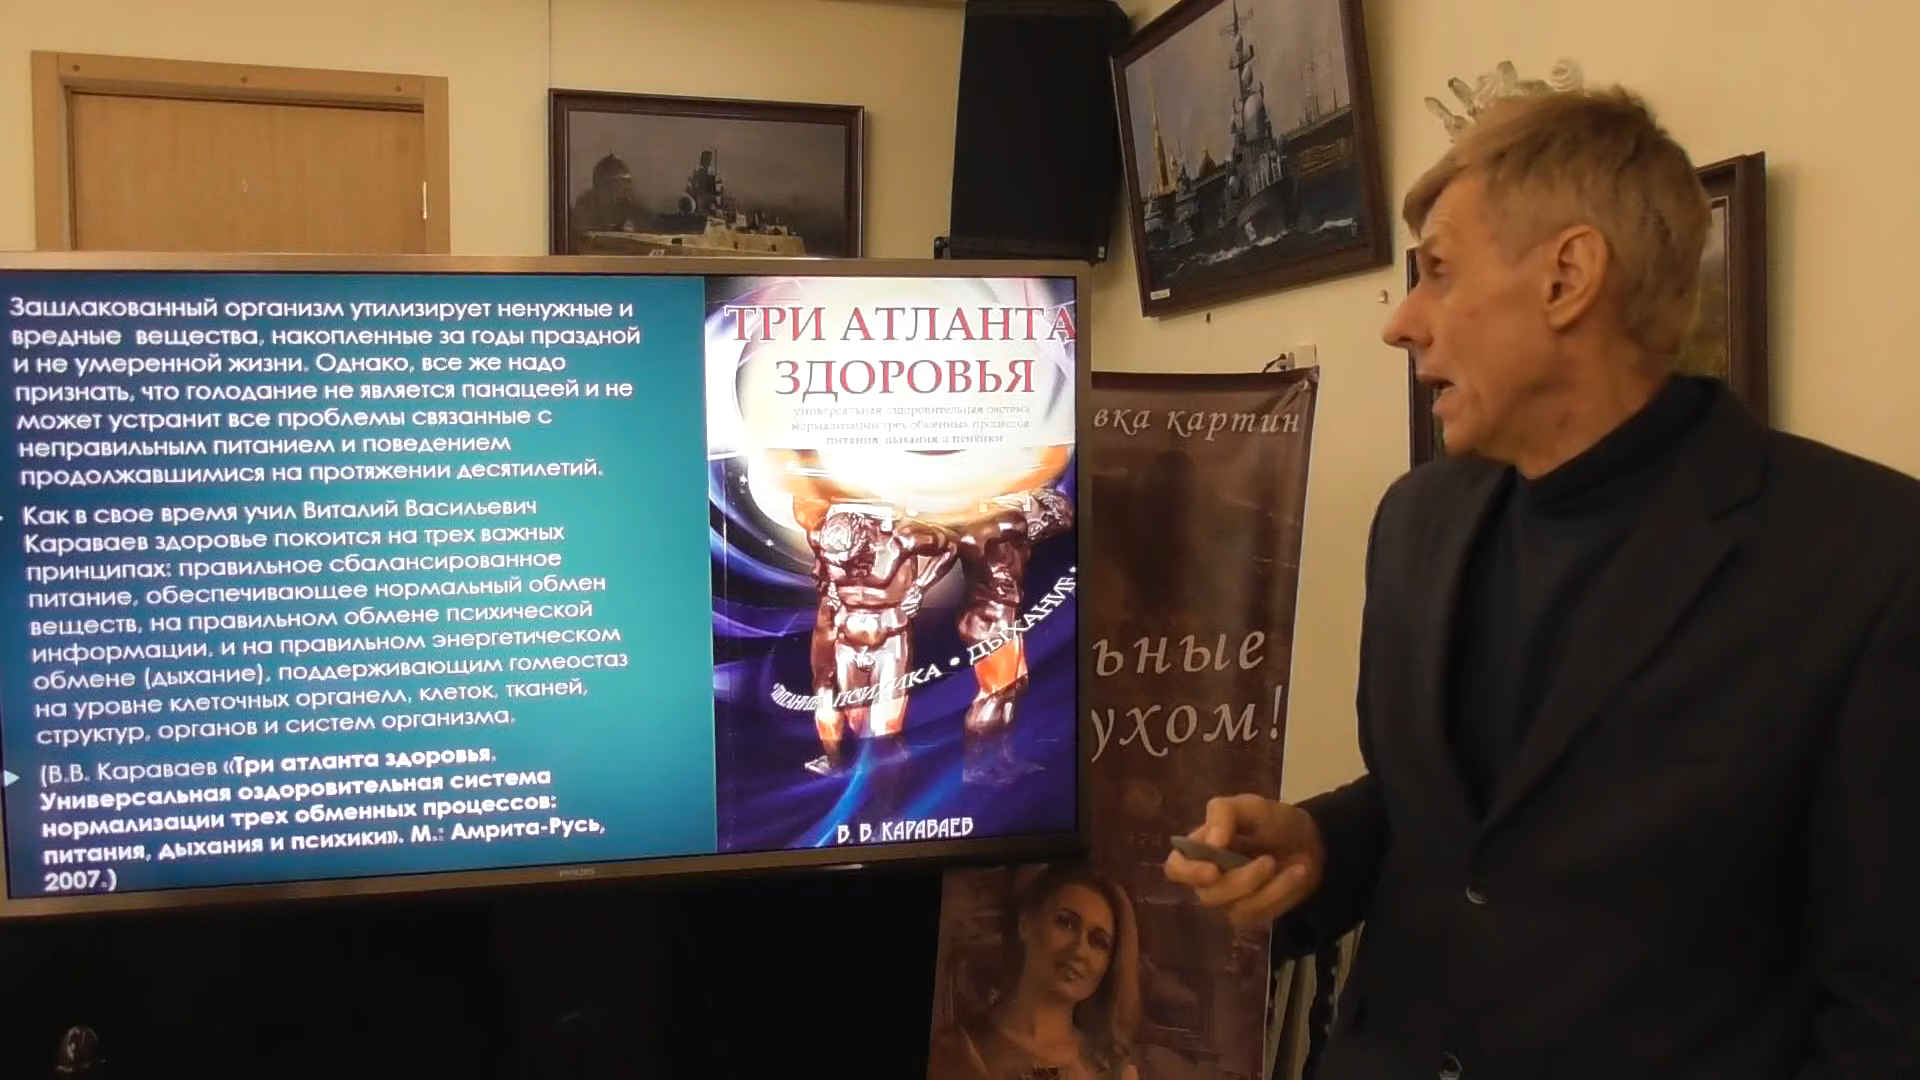 Зашлакованный организм утилизирует ненужные и
вредные вещества, накопленные за годы праздной
и не умеренной жизни. Однако, все же надо
признать, что голодание не является панацеей и не
может устранит все проблемы связанные с
неправильным питанием и поведением
продолжавшимися на протяжении десятилетий.
Как в свое время учил Виталий Васильевич
Караваев здоровье покоится на трех важных
принципах: правильное сбалансированное
питание, обеспечивающее нормальный обмен
веществ, на правильном обмене психической
информации, и на правильном энергетическом
обмене (дыхание), поддерживающим гомеостаз
на уровне клеточных органелл, клеток, тканей,
структур, органов и систем организма.
(В.В. Караваев «Три атланта здоровья.
Универсальная оздоровительная система
нормализации трех обменных процессов:
питания, дыхания и психики». М.: Амрита-Русь,
2007.)
ТРИ АТЛАНТА
ЗДОРОВЬЯ
универсальная оздоровительная система
нормализации трех обменных процессов:
питания, дыхания и
ПСИХИКА • ДЫХАНИЕ •
В. В. КАРАВАЕВ
PHILIPS
вка картин
ьные
ухом!